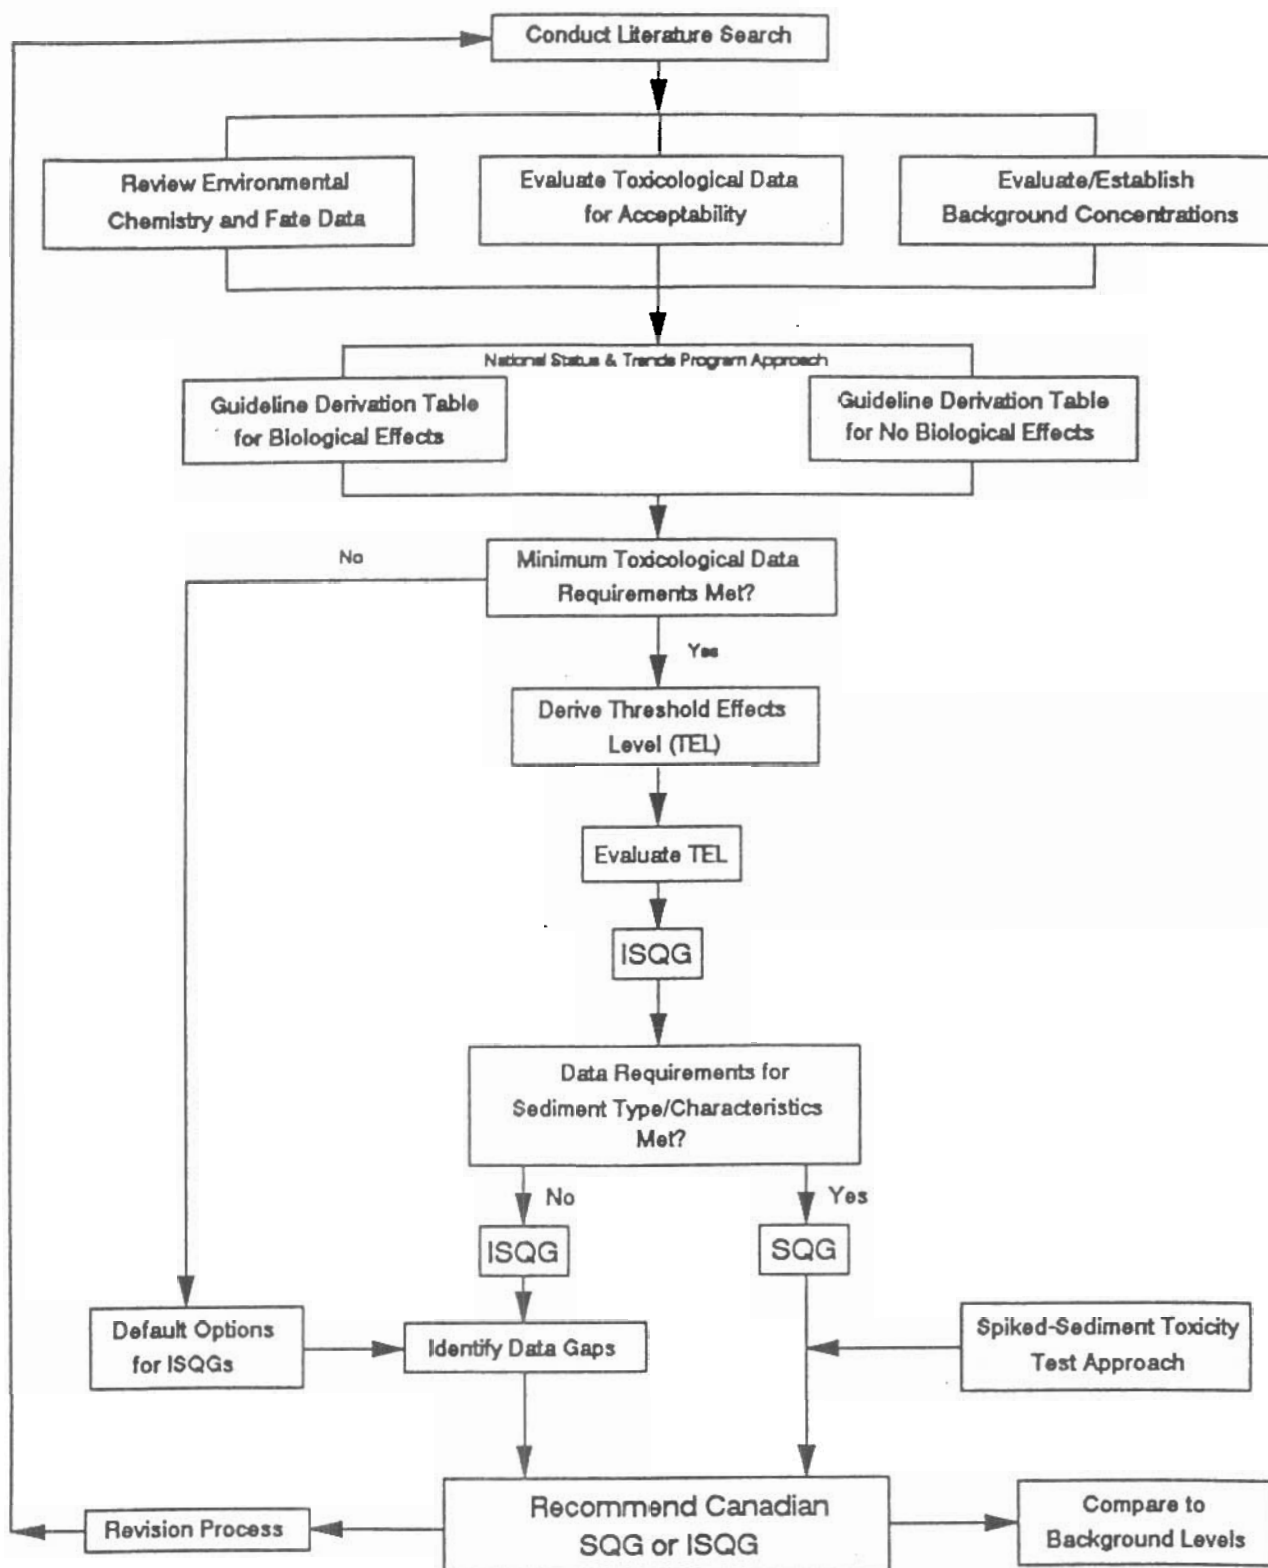 Conduct Literature Search
Review Environmental
Chemistry and Fate Data
Evaluate Toxicological Data
for Acceptability
Evaluate/Establish
Background Concentrations
National Status & Trends Program Approach
Guideline Derivation Table
for Biological Effects
Guideline Derivation Table
for No Biological Effects
No
Minimum Toxicological Data
Requirements Met?
Yes
Derive Threshold Effects
Level (TEL)
Evaluate TEL
ISQG
Data Requirements for
Sediment Type/Characteristics
Met?
No
Yes
ISQG
SQG
Default Options
for ISQGs
Identify Data Gaps
Spiked-Sediment Toxicity
Test Approach
Revision Process
Recommend Canadian
SQG or ISQG
Compare to
Background Levels